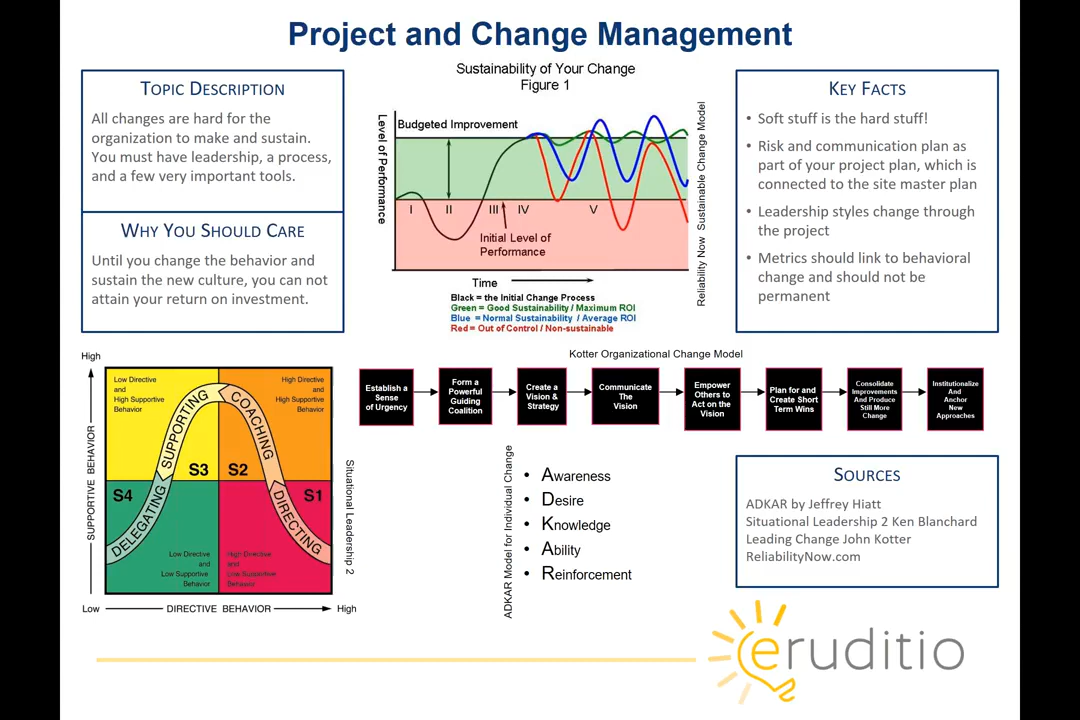 Project and Change Management
TOPIC DESCRIPTION
All changes are hard for the
organization to make and sustain.
You must have leadership, a process,
and a few very important tools.
WHY YOU SHOULD CARE
Until you change the behavior and
sustain the new culture, you can not
attain your return on investment.
Sustainability of Your Change
Figure 1
Level of Performance
Budgeted Improvement
I II III IV V
Initial Level of
Performance
Time
Reliability Now Sustainable Change Model
Black = the Initial Change Process
Green = Good Sustainability / Maximum ROI
Blue = Normal Sustainability / Average ROI
Red = Out of Control / Non-sustainable
KEY FACTS
• Soft stuff is the hard stuff!
• Risk and communication plan as
part of your project plan, which is
connected to the site master plan
• Leadership styles change through
the project
• Metrics should link to behavioral
change and should not be
permanent
High
SUPPORTIVE BEHAVIOR
Low Directive
and
High Supportive
Behavior
High Directive
and
High Supportive
Behavior
SUPPORTING
COACHING
S3
S2
S4
S1
DELEGATING
DIRECTING
Low Directive
and
Low Supportive
Behavior
High Directive
and
Low Supportive
Behavior
Low
DIRECTIVE BEHAVIOR
High
Situational Leadership 2
Kotter Organizational Change Model
Establish a
Sense
of Urgency
Form a
Powerful
Guiding
Coalition
Create a
Vision &
Strategy
Communicate
The
Vision
Empower
Others to
Act on the
Vision
Plan for and
Create Short
Term Wins
Consolidate
Improvements
And Produce
Still More
Change
Institutionalize
And
Anchor
New
Approaches
ADKAR Model for Individual Change
• Awareness
• Desire
• Knowledge
• Ability
• Reinforcement
SOURCES
ADKAR by Jeffrey Hiatt
Situational Leadership 2 Ken Blanchard
Leading Change John Kotter
ReliabilityNow.com
eruditio